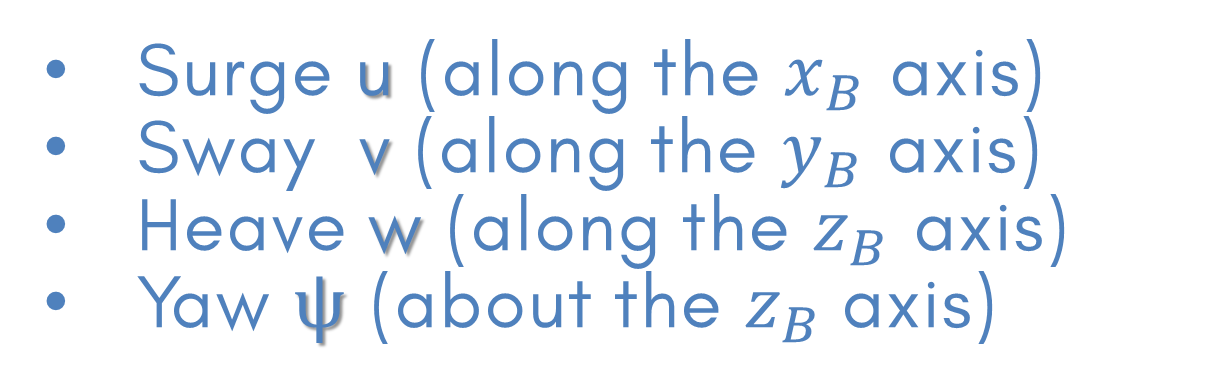 • Surge u (along the x_B axis)
• Sway v (along the y_B axis)
• Heave w (along the z_B axis)
• Yaw ψ (about the z_B axis)